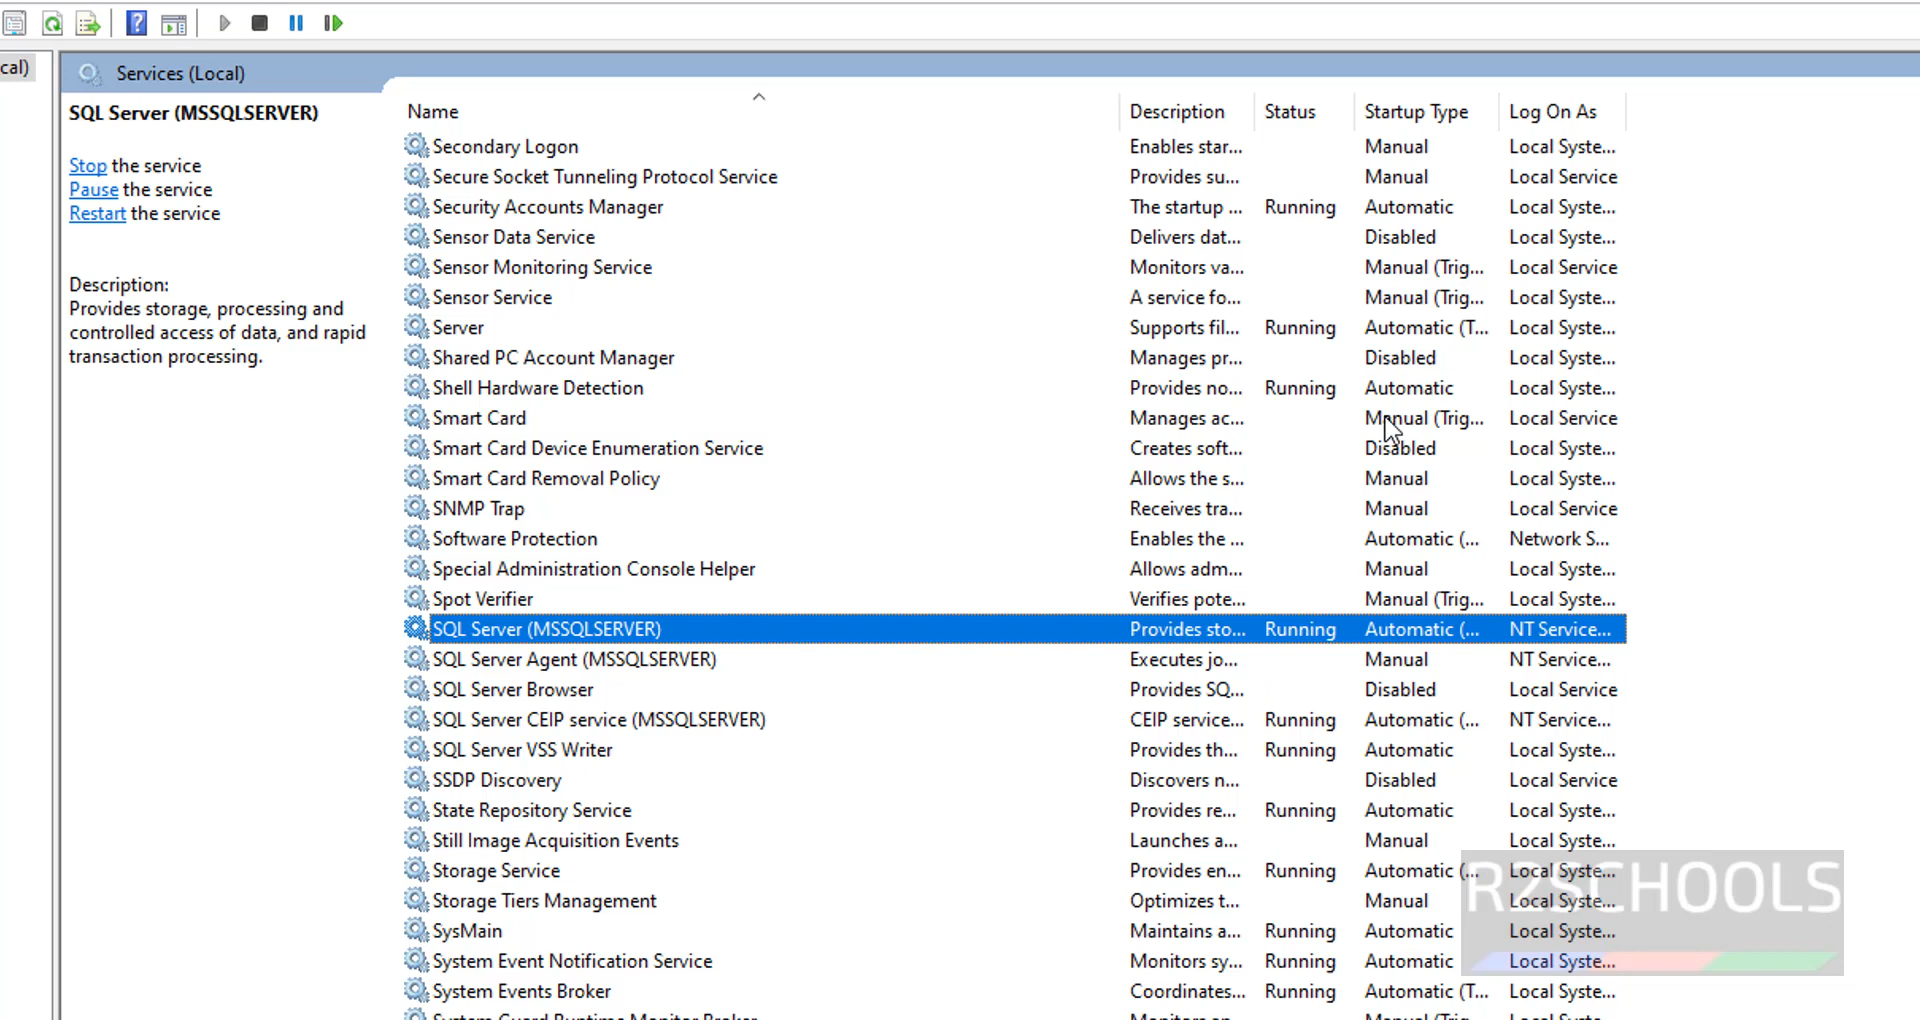 cal)
Services (Local)
SQL Server (MSSQLSERVER)
Stop the service
Pause the service
Restart the service
Description:
Provides storage, processing and
controlled access of data, and rapid
transaction processing.
Name Description Status Startup Type Log On As
Secondary Logon Enables star... Manual Local Syste...
Secure Socket Tunneling Protocol Service Provides su... Manual Local Service
Security Accounts Manager The startup ... Running Automatic Local Syste...
Sensor Data Service Delivers dat... Disabled Local Syste...
Sensor Monitoring Service Monitors va... Manual (Trig... Local Service
Sensor Service A service fo... Manual (Trig... Local Syste...
Server Supports fil... Running Automatic (T... Local Syste...
Shared PC Account Manager Manages pr... Disabled Local Syste...
Shell Hardware Detection Provides no... Running Automatic Local Syste...
Smart Card Manages ac... Manual (Trig... Local Service
Smart Card Device Enumeration Service Creates soft... Disabled Local Syste...
Smart Card Removal Policy Allows the s... Manual Local Syste...
SNMP Trap Receives tra... Manual Local Service
Software Protection Enables the ... Automatic (... Network S...
Special Administration Console Helper Allows adm... Manual Local Syste...
Spot Verifier Verifies pote... Manual (Trig... Local Syste...
SQL Server (MSSQLSERVER) Provides sto... Running Automatic (... NT Service...
SQL Server Agent (MSSQLSERVER) Executes jo... Manual NT Service...
SQL Server Browser Provides SQ... Disabled Local Service
SQL Server CEIP service (MSSQLSERVER) CEIP service... Running Automatic (... NT Service...
SQL Server VSS Writer Provides th... Running Automatic Local Syste...
SSDP Discovery Discovers n... Disabled Local Service
State Repository Service Provides re... Running Automatic Local Syste...
Still Image Acquisition Events Launches a... Manual Local Syste...
Storage Service Provides en... Running Automatic (... Local Syste...
Storage Tiers Management Optimizes t... Manual Local Syste...
SysMain Maintains a... Running Automatic Local Syste...
System Event Notification Service Monitors sy... Running Automatic Local Syste...
System Events Broker Coordinates... Running Automatic (T... Local Syste...
System Guard Runtime Monitor Broker Monitors an... Manual (Trig... Local Syste...
R2SCHOOLS